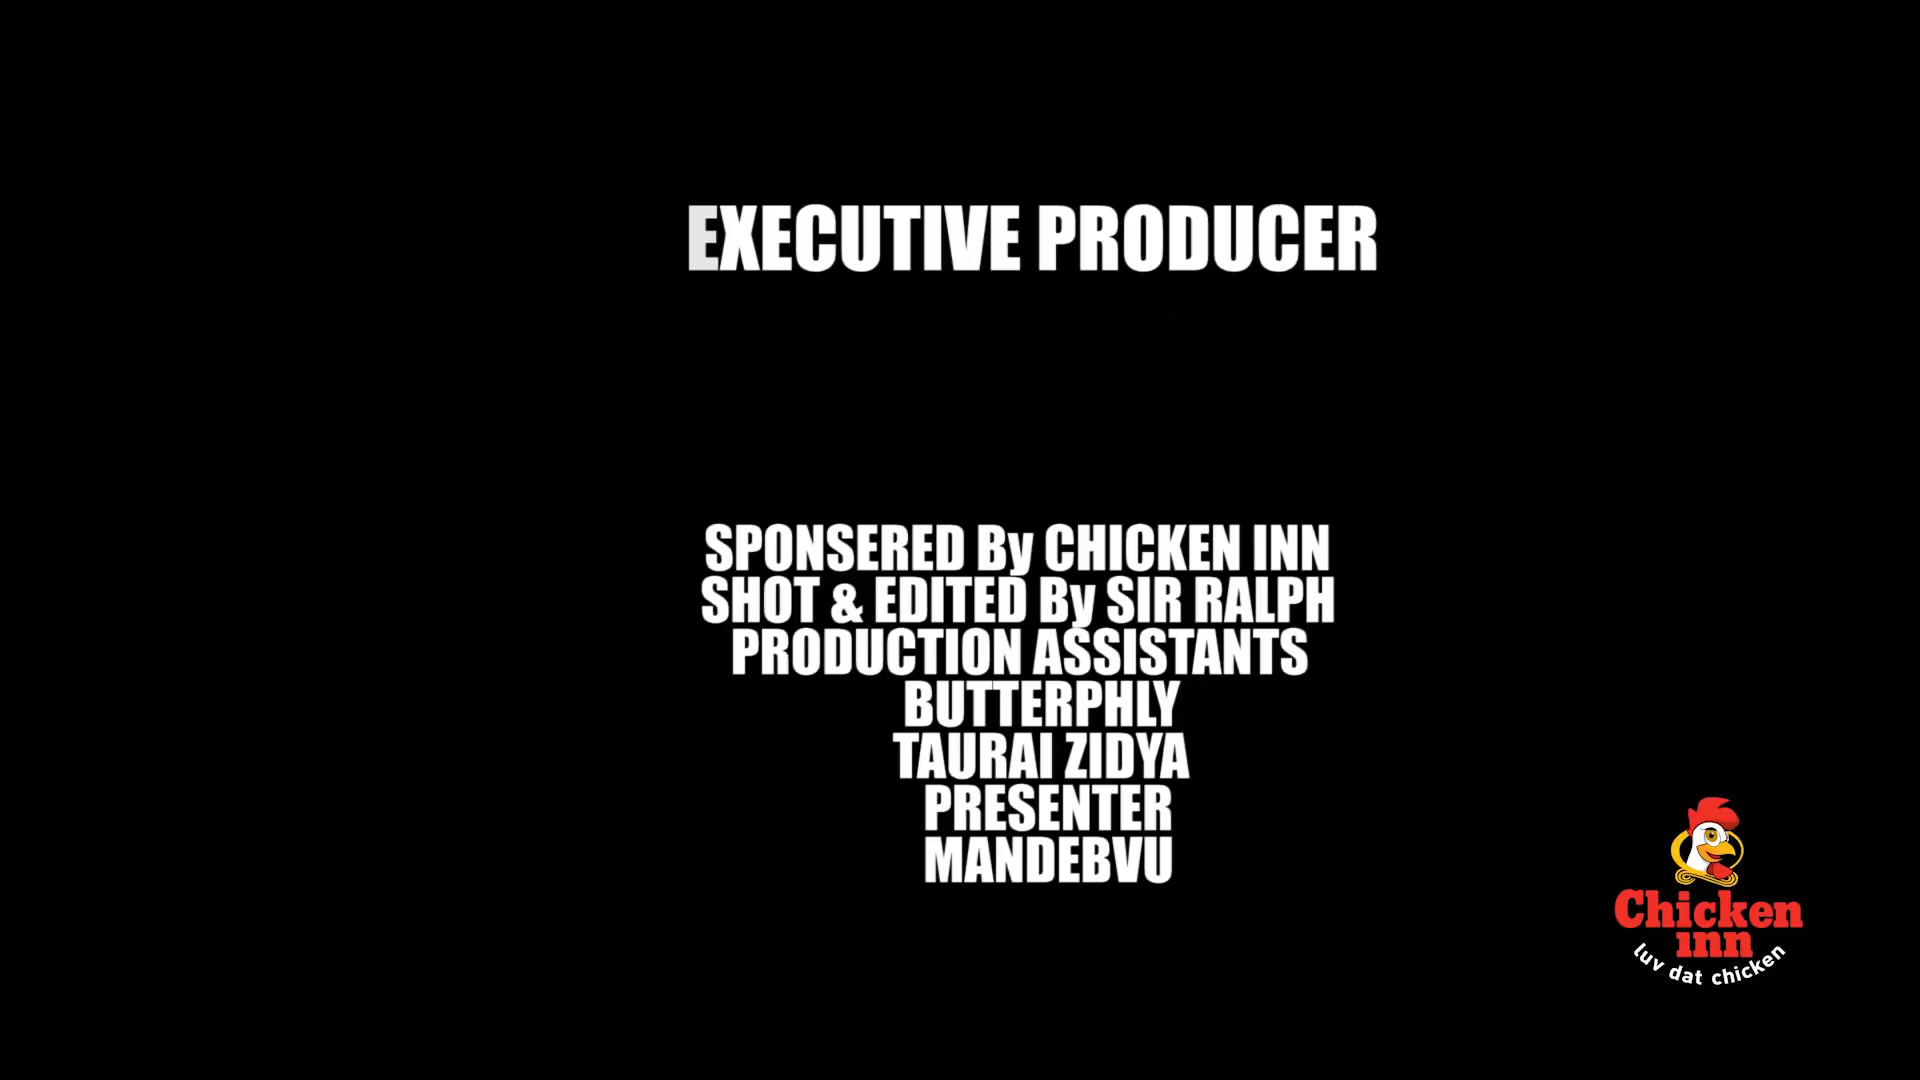 EXECUTIVE PRODUCER
SPONSERED By CHICKEN INN
SHOT & EDITED By SIR RALPH
PRODUCTION ASSISTANTS
BUTTERPHLY
TAURAI ZIDYA
PRESENTER
MANDEBVU
Chicken
inn
luv dat chicken